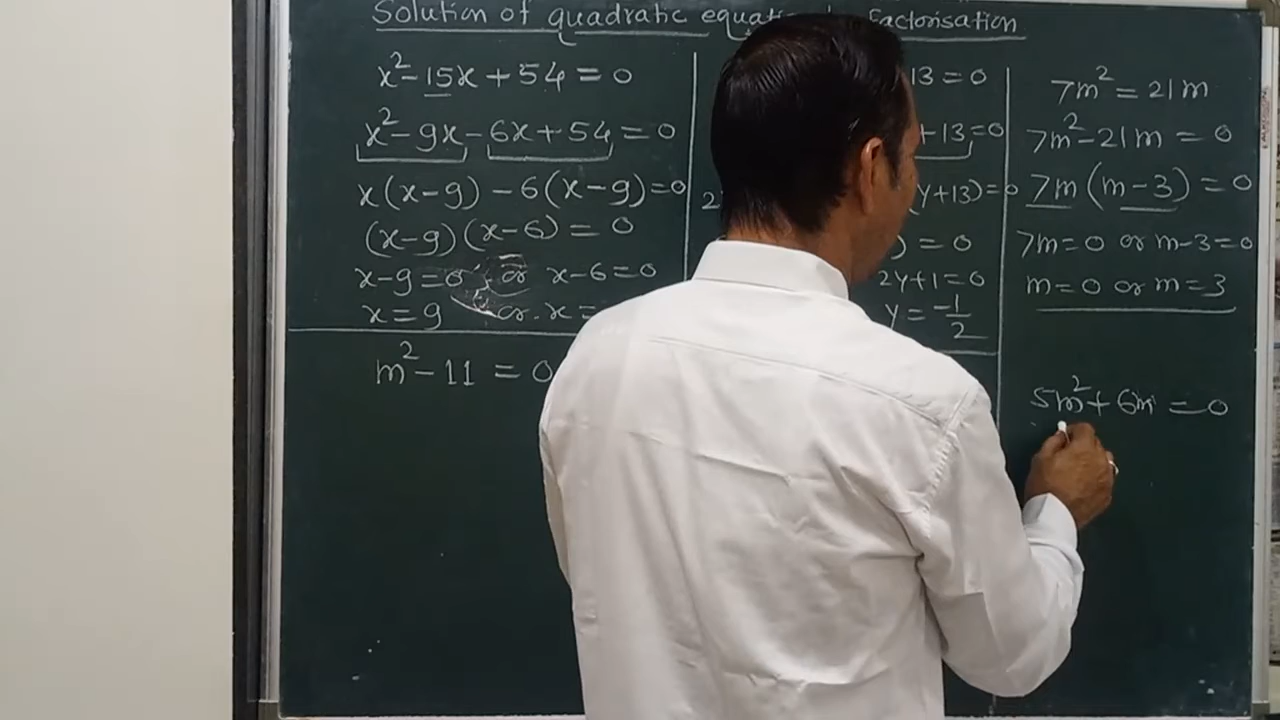 Solution of quadratic equati Factorisation
x² - 15x + 54 = 0
x² - 9x - 6x + 54 = 0
x(x-9) - 6(x-9) = 0
(x-9)(x-6) = 0
x-9 = 0 or x-6 = 0
x = 9 or x =
13 = 0
+ 13 = 0
2
(y+13) = 0
) = 0
2y+1 = 0
y = -1/2
7m² = 21m
7m² - 21m = 0
7m(m-3) = 0
7m = 0 or m-3 = 0
m = 0 or m = 3
m² - 11 = 0
5m² + 6m = 0